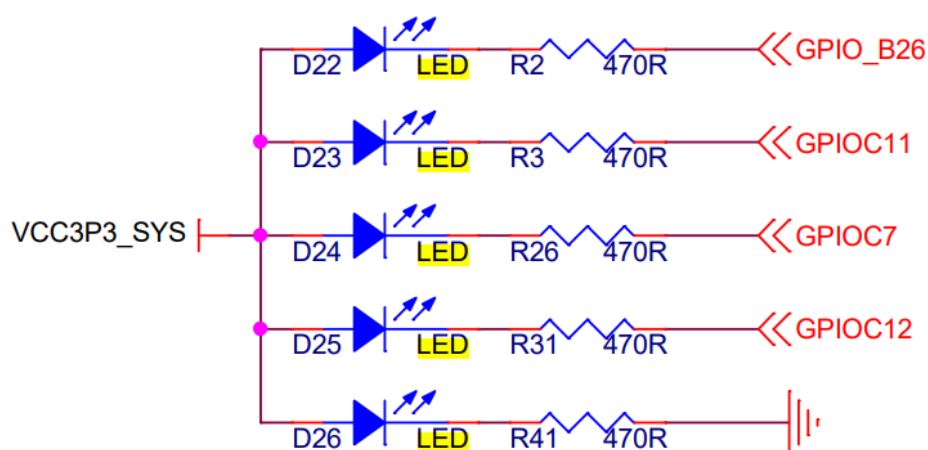 GPIO_B26
D22 LED R2 470R
GPIOC11
D23 LED R3 470R
VCC3P3_SYS GPIOC7
D24 LED R26 470R
GPIOC12
D25 LED R31 470R
D26 LED R41 470R